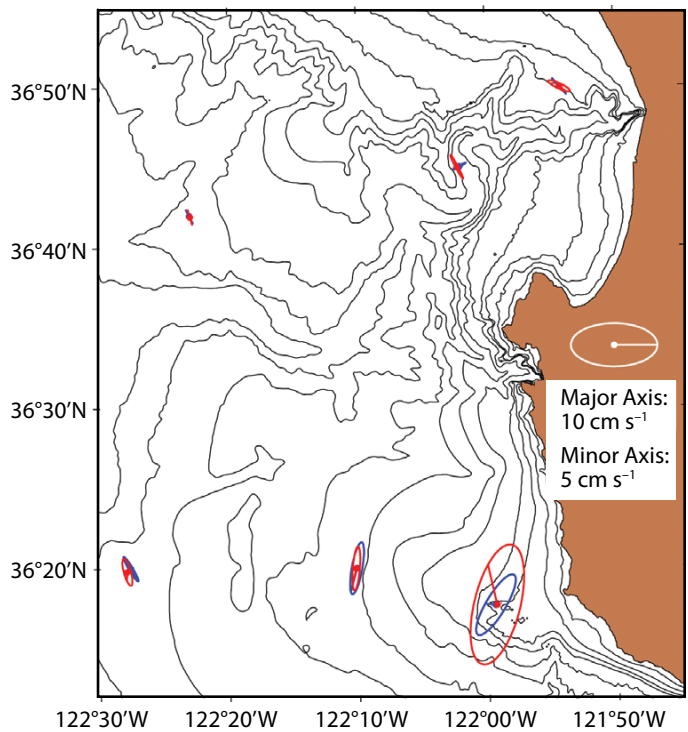 36°50′N
36°40′N
36°30′N
36°20′N
Major Axis:
10 cm s⁻¹
Minor Axis:
5 cm s⁻¹
122°30′W 122°20′W 122°10′W 122°00′W 121°50′W